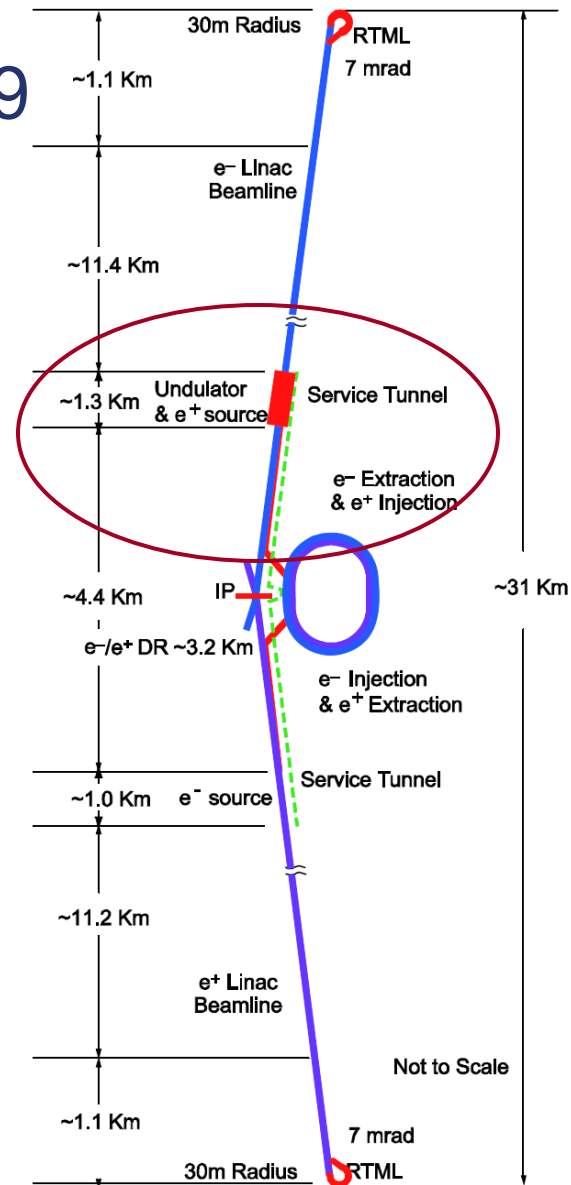 9
30m Radius
RTML
7 mrad
~1.1 Km
e– LInac
Beamline
~11.4 Km
~1.3 Km
Undulator
& e+ source
Service Tunnel
e– Extraction
& e+ Injection
IP
~4.4 Km
~31 Km
e–/e+ DR ~3.2 Km
e– Injection
& e+ Extraction
Service Tunnel
~1.0 Km
e- source
~11.2 Km
e+ Linac
Beamline
Not to Scale
~1.1 Km
7 mrad
30m Radius
RTML